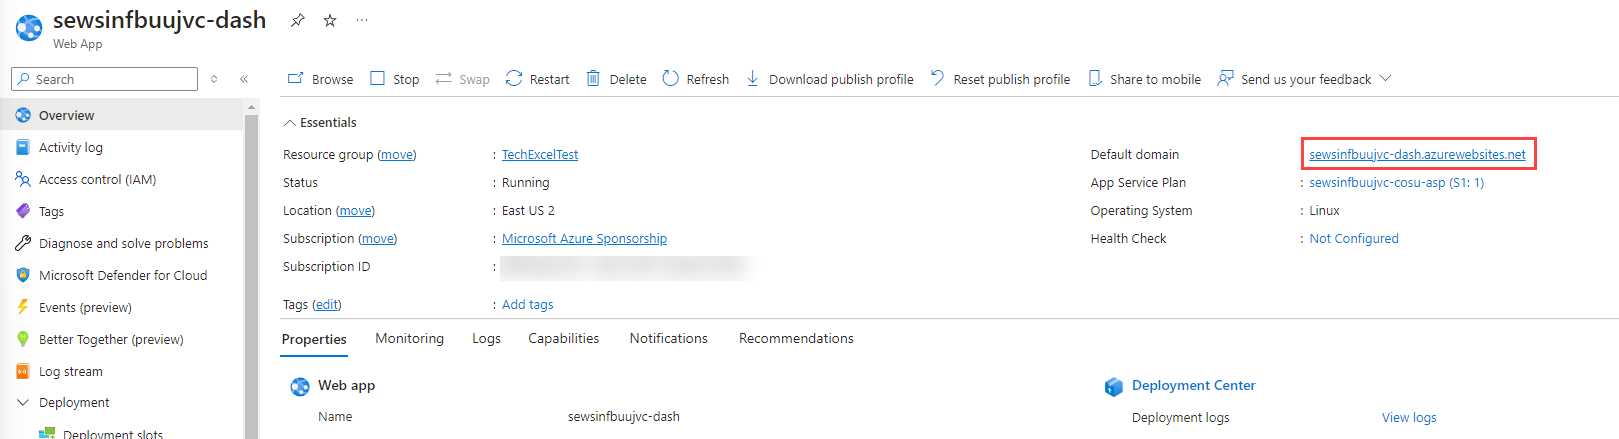 sewsinfbuujvc-dash
Web App
Search
Browse Stop Swap Restart Delete Refresh Download publish profile Reset publish profile Share to mobile Send us your feedback
Overview
Activity log
Access control (IAM)
Tags
Diagnose and solve problems
Microsoft Defender for Cloud
Events (preview)
Better Together (preview)
Log stream
Deployment
Deployment slots
Essentials
Resource group (move) : TechExcelTest
Status : Running
Location (move) : East US 2
Subscription (move) : Microsoft Azure Sponsorship
Subscription ID :
Tags (edit) : Add tags
Default domain sewsinfbuujvc-dash.azurewebsites.net
App Service Plan : sewsinfbuujvc-cosu-asp (S1: 1)
Operating System : Linux
Health Check : Not Configured
Properties Monitoring Logs Capabilities Notifications Recommendations
Web app
Name sewsinfbuujvc-dash
Deployment Center
Deployment logs View logs